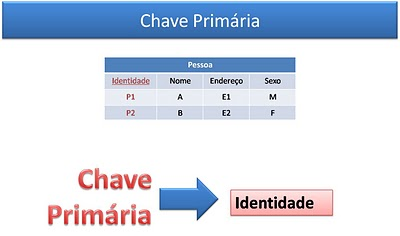 Chave Primária
Pessoa
Identidade Nome Endereço Sexo
P1 A E1 M
P2 B E2 F
Chave
Primária
Identidade